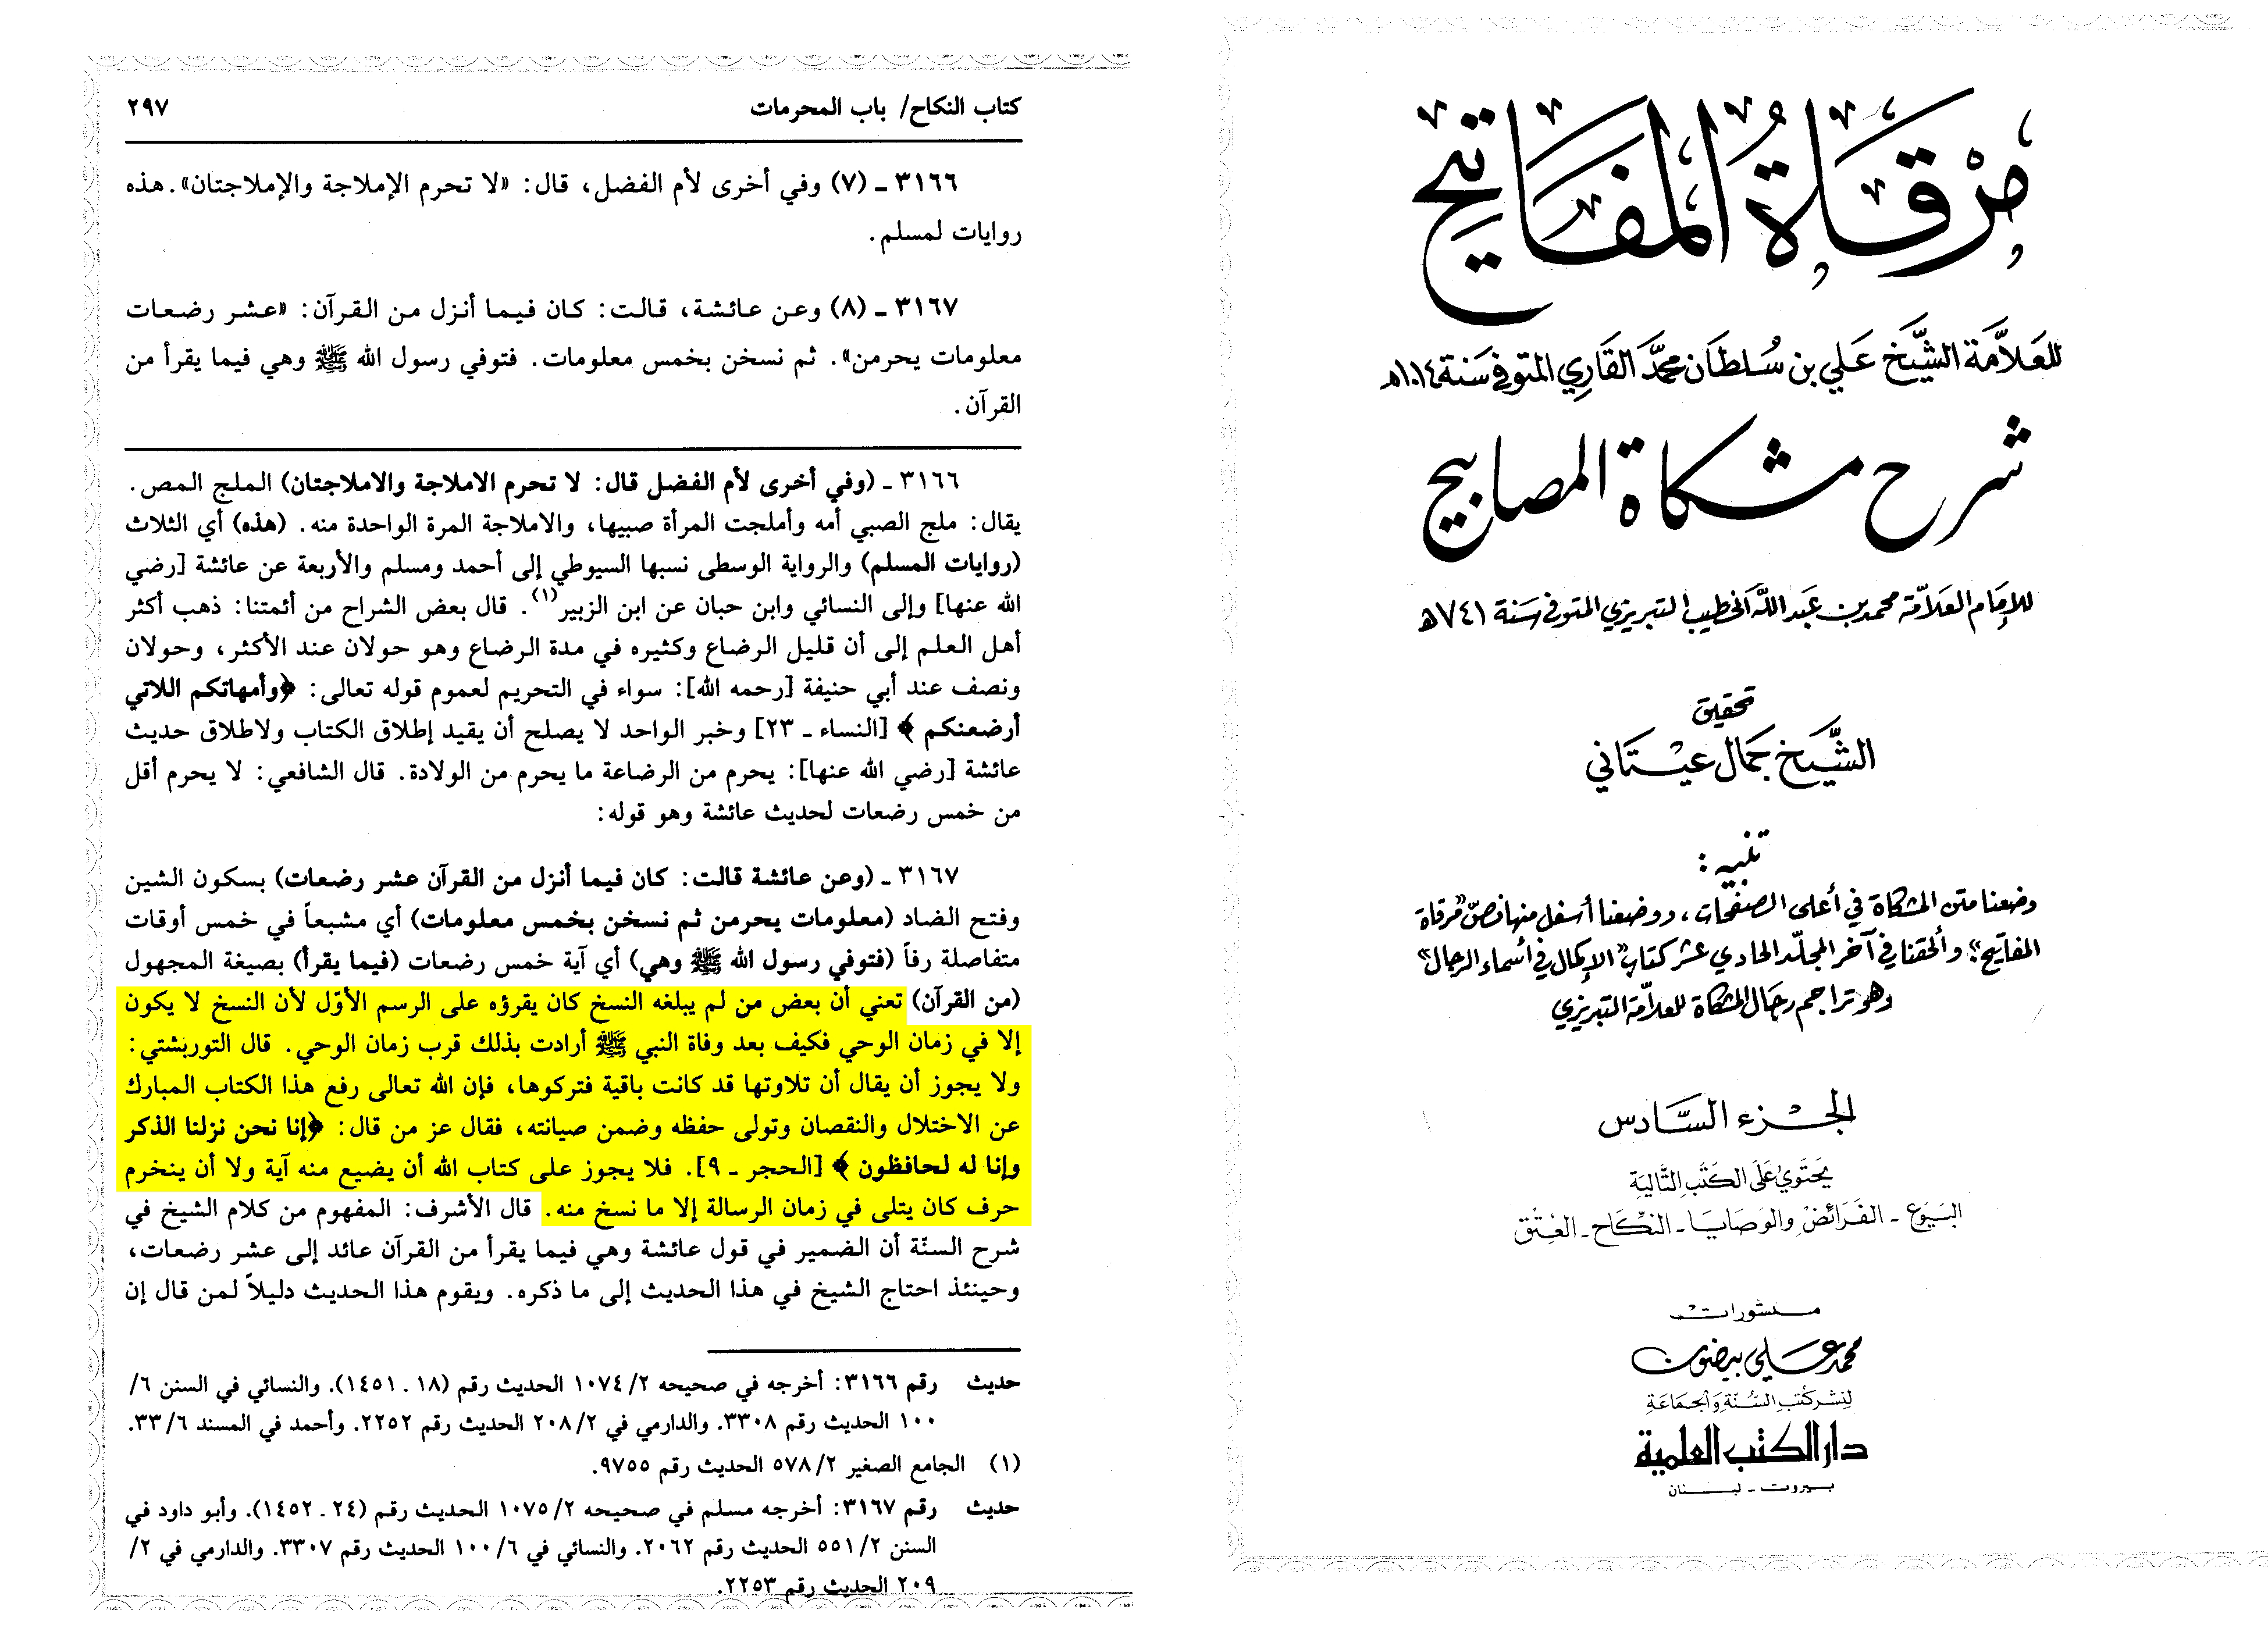 مرقاة المفاتيح
للعلامة الشيخ علي بن سلطان محمد القاري المتوفى سنة ١٠١٤هـ
شرح مشكاة المصابيح
للإمام العلامة محمد بن عبد الله الخطيب التبريزي المتوفى سنة ٧٤١هـ
تحقيق
الشيخ جمال عيتاني
تنبيه :
وضعنا متن المشكاة في أعلى الصفحات، ووضعنا أسفل منها نص "مرقاة
المفاتيح"، وألحقنا في آخر المجلد الحادي عشر كتاب "الإكمال في أسماء الرجال"
وهو تراجم رجال المشكاة للعلامة التبريزي
الجزء السادس
يحتوي على الكتب التالية
البيوع - الفرائض والوصايا - النكاح - العتق
منشورات
محمد علي بيضون
لنشر كتب السنة والجماعة
دار الكتب العلمية
بيروت - لبنان
كتاب النكاح/ باب المحرمات
٢٩٧
٣١٦٦ ـ (٧) وفي أخرى لأم الفضل، قال: «لا تحرم الإملاجة والإملاجتان». هذه
روايات لمسلم.
٣١٦٧ ـ (٨) وعن عائشة، قالت: كان فيما أنزل من القرآن: «عشر رضعات
معلومات يحرمن». ثم نسخن بخمس معلومات. فتوفي رسول الله ﷺ وهي فيما يقرأ من
القرآن.
٣١٦٦ ـ (وفي أخرى لأم الفضل قال: لا تحرم الاملاجة والاملاجتان) الملج المص.
يقال: ملج الصبي أمه وأملجت المرأة صبيها، والاملاجة المرة الواحدة منه. (هذه) أي الثلاث
(روايات المسلم) والرواية الوسطى نسبها السيوطي إلى أحمد ومسلم والأربعة عن عائشة [رضي
الله عنها] وإلى النسائي وابن حبان عن ابن الزبير(١). قال بعض الشراح من أئمتنا: ذهب أكثر
أهل العلم إلى أن قليل الرضاع وكثيره في مدة الرضاع وهو حولان عند الأكثر، وحولان
ونصف عند أبي حنيفة [رحمه الله]: سواء في التحريم لعموم قوله تعالى: ﴿وأمهاتكم اللاتي
أرضعنكم﴾ [النساء ـ ٢٣] وخبر الواحد لا يصلح أن يقيد إطلاق الكتاب ولاطلاق حديث
عائشة [رضي الله عنها]: يحرم من الرضاعة ما يحرم من الولادة. قال الشافعي: لا يحرم أقل
من خمس رضعات لحديث عائشة وهو قوله:
٣١٦٧ ـ (وعن عائشة قالت: كان فيما أنزل من القرآن عشر رضعات) بسكون الشين
وفتح الضاد (معلومات يحرمن ثم نسخن بخمس معلومات) أي مشبعاً في خمس أوقات
متفاصلة رفاً (فتوفي رسول الله ﷺ وهي) أي آية خمس رضعات (فيما يقرأ) بصيغة المجهول
(من القرآن) تعني أن بعض من لم يبلغه النسخ كان يقرؤه على الرسم الأوّل لأن النسخ لا يكون
إلا في زمان الوحي فكيف بعد وفاة النبي ﷺ أرادت بذلك قرب زمان الوحي. قال التوربشتي:
ولا يجوز أن يقال أن تلاوتها قد كانت باقية فتركوها، فإن الله تعالى رفع هذا الكتاب المبارك
عن الاختلال والنقصان وتولى حفظه وضمن صيانته، فقال عز من قال: ﴿إنا نحن نزلنا الذكر
وإنا له لحافظون﴾ [الحجر ـ ٩]. فلا يجوز على كتاب الله أن يضيع منه آية ولا أن ينخرم
حرف كان يتلى في زمان الرسالة إلا ما نسخ منه. قال الأشرف: المفهوم من كلام الشيخ في
شرح السنّة أن الضمير في قول عائشة وهي فيما يقرأ من القرآن عائد إلى عشر رضعات،
وحينئذ احتاج الشيخ في هذا الحديث إلى ما ذكره. ويقوم هذا الحديث دليلاً لمن قال إن
حديث رقم ٣١٦٦: أخرجه في صحيحه ١٠٧٤/٢ الحديث رقم (١٨ ـ ١٤٥١). والنسائي في السنن ٦/
١٠٠ الحديث رقم ٣٣٠٨. والدارمي في ٢٠٨/٢ الحديث رقم ٢٢٥٢. وأحمد في المسند ٣٣/٦.
(١) الجامع الصغير ٥٧٨/٢ الحديث رقم ٩٧٥٥.
حديث رقم ٣١٦٧: أخرجه مسلم في صحيحه ١٠٧٥/٢ الحديث رقم (٢٤ ـ ١٤٥٢). وأبو داود في
السنن ٥٥١/٢ الحديث رقم ٢٠٦٢. والنسائي في ١٠٠/٦ الحديث رقم ٣٣٠٧. والدارمي في ٢/
٢٠٩ الحديث رقم ٢٢٥٣.